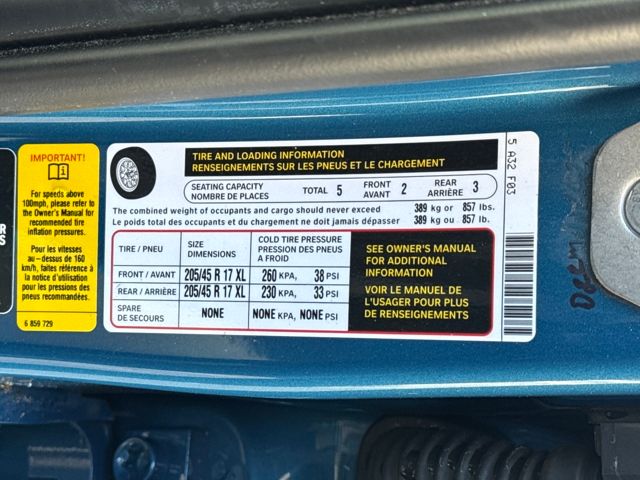 IMPORTANT!
For speeds above
100mph, please refer to
the Owner's Manual for
recommended tire
inflation pressures.
Pour les vitesses
au-dessus de 160
km/h, faites référence à
la notice d'utilisation
des pneus pour les
pressions des pneus
recommandées.
6 859 729
TIRE AND LOADING INFORMATION
RENSEIGNEMENTS SUR LES PNEUS ET LE CHARGEMENT
SEATING CAPACITY
NOMBRE DE PLACES
TOTAL 5
FRONT
AVANT 2
REAR
ARRIÈRE 3
The combined weight of occupants and cargo should never exceed 389 kg or 857 lbs.
Le poids total des occupants et du chargement ne doit jamais dépasser 389 kg ou 857 lb.
TIRE / PNEU
SIZE
DIMENSIONS
COLD TIRE PRESSURE
PRESSION DES PNEUS
A FROID
FRONT / AVANT 205/45 R 17 XL 260 KPA, 38 PSI
REAR / ARRIÈRE 205/45 R 17 XL 230 KPA, 33 PSI
SPARE
DE SECOURS NONE NONE KPA, NONE PSI
SEE OWNER'S MANUAL
FOR ADDITIONAL
INFORMATION
VOIR LE MANUEL DE
L'USAGER POUR PLUS
DE RENSEIGNEMENTS
5 A32 F03